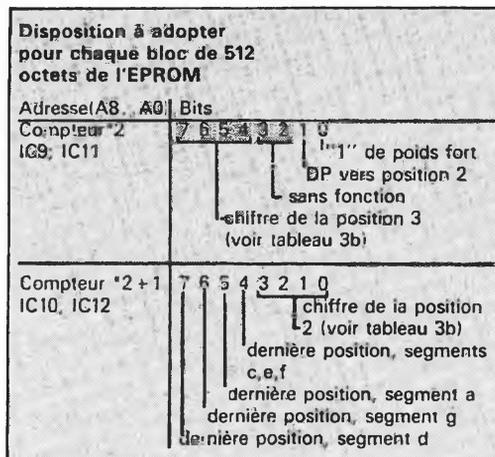 Disposition à adopter
pour chaque bloc de 512
octets de l'EPROM
Adresse(A8.. A0) Bits
Compteur*2 7 6 5 4 3 2 1 0
IC9, IC11 "1" de poids fort
DP vers position 2
sans fonction
chiffre de la position 3
(voir tableau 3b)
Compteur *2+1 7 6 5 4 3 2 1 0
IC10, IC12 chiffre de la position
2 (voir tableau 3b)
dernière position, segments
c,e,f
dernière position, segment a
dernière position, segment g
dernière position, segment d